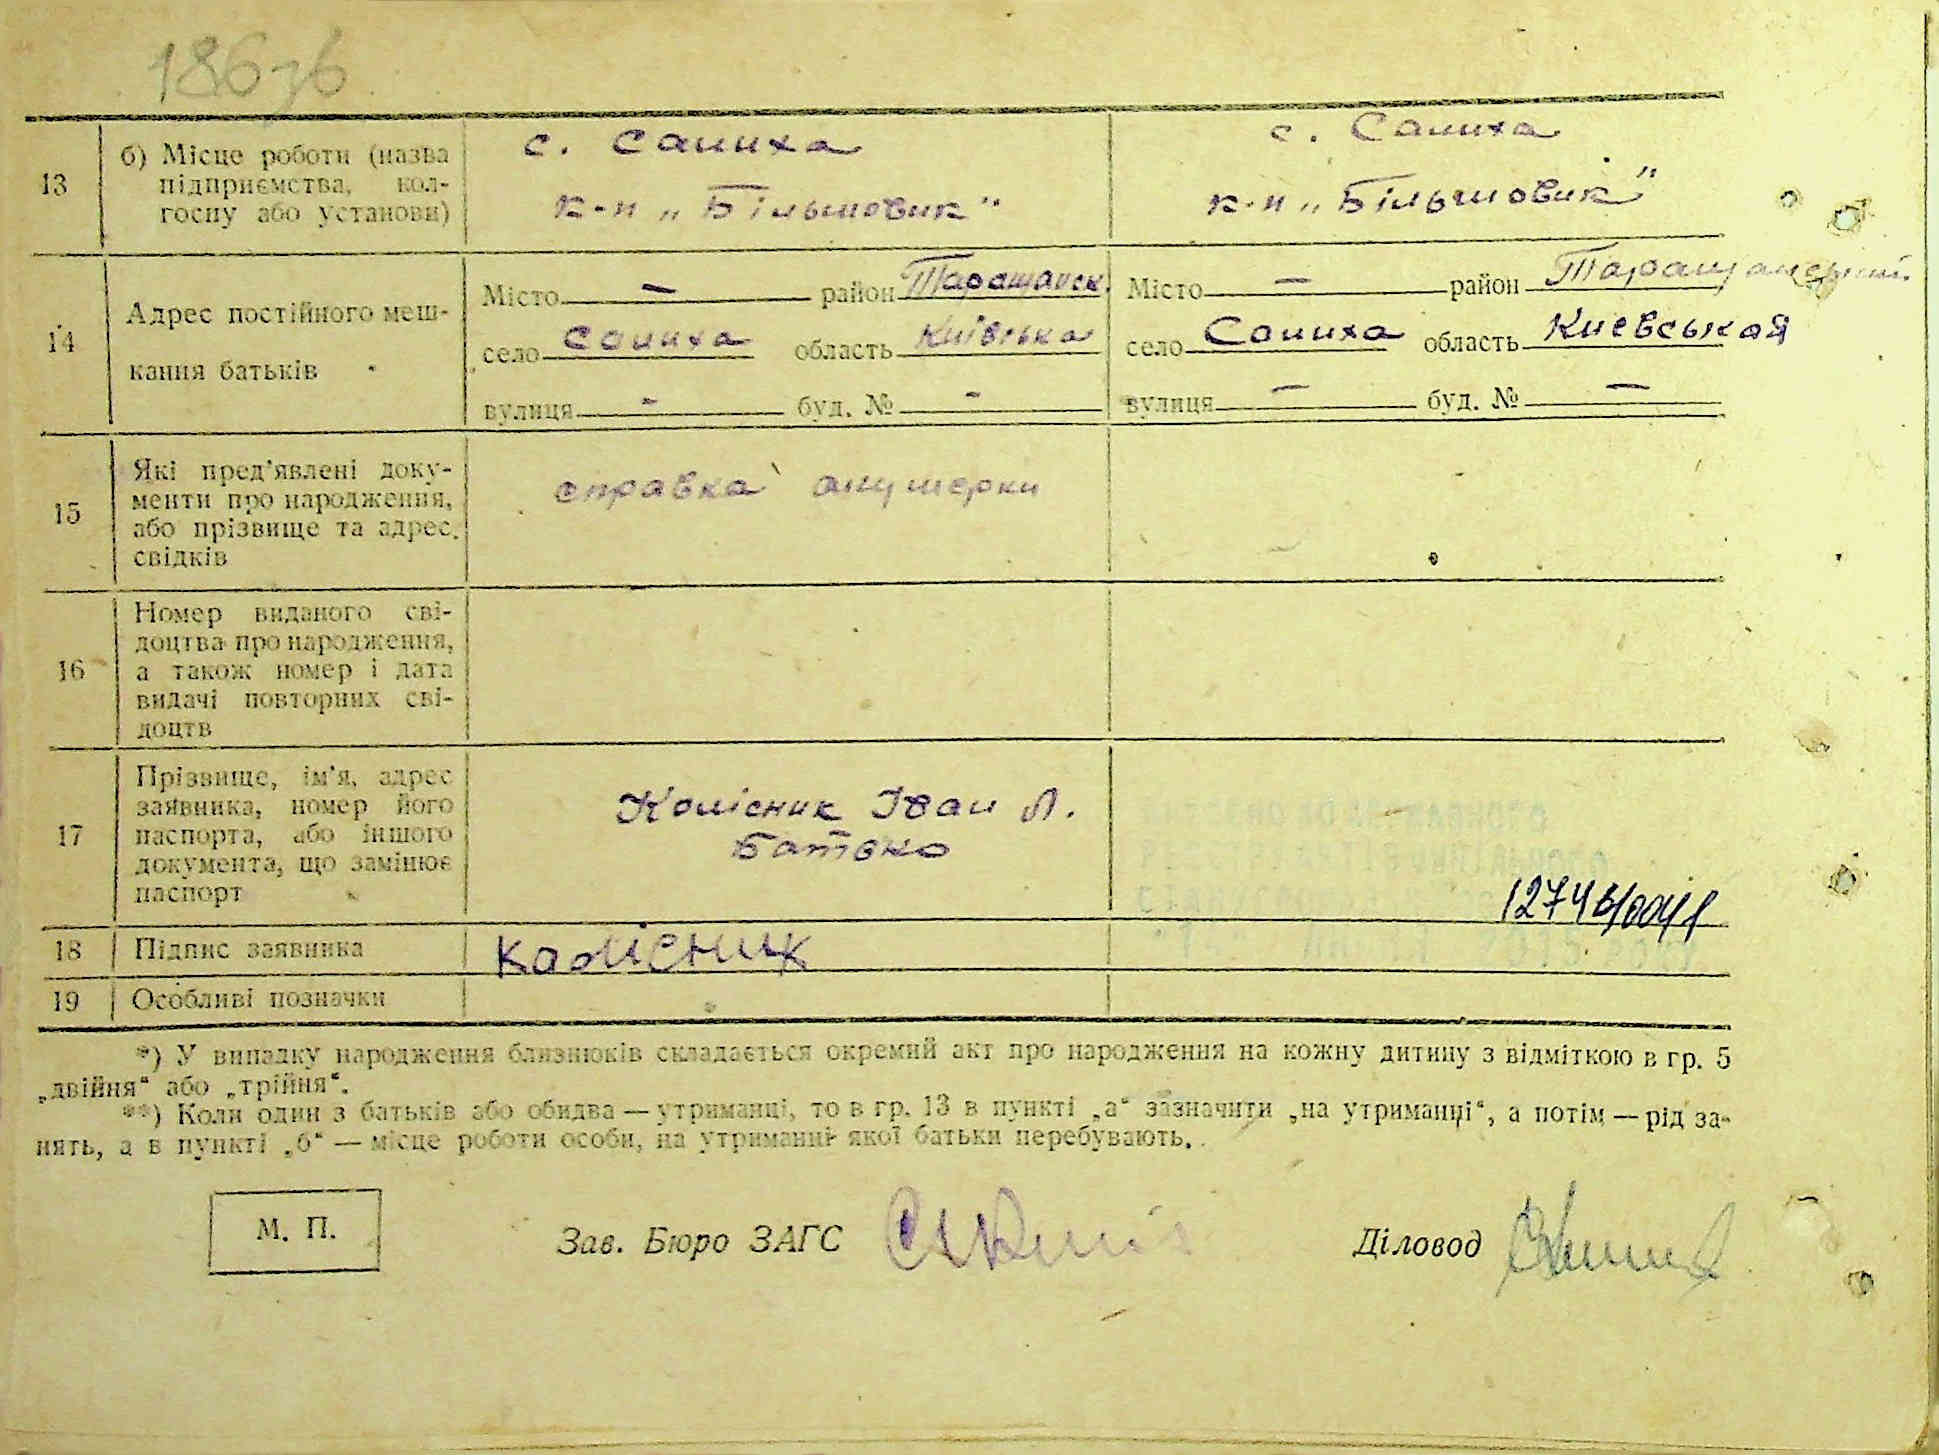 13
б) Місце роботи (назва
підприємства, кол-
госпу або установи)
с. Салиха
к-п „Більшовик"
с. Салиха
к-п „Більшовик"
14
Адрес постійного меш-
кання батьків
Місто — район Таращанск.
село Салиха область Київська
вулиця - буд. № -
Місто — район Таращанский
село Салиха область Киевськая
вулиця — буд. № —
15
Які пред'явлені доку-
менти про народження,
або прізвище та адрес.
свідків
справка акушерки
16
Номер виданого сві-
доцтва про народження,
а також номер і дата
видачі повторних сві-
доцтв
17
Прізвище, ім'я, адрес
заявника, номер його
паспорта, або іншого
документа, що замінює
паспорт
Колісник Іван Л.
Батько
18
Підпис заявника
Колісник
19
Особливі позначки
*) У випадку народження близнюків складається окремий акт про народження на кожну дитину з відміткою в гр. 5
„двійня“ або „трійня“.
**) Коли один з батьків або обидва — утриманці, то в гр. 13 в пункті „а“ зазначити „на утриманці“, а потім — рід за-
нять, а в пункті „б“ — місце роботи особи, на утриманні якої батьки перебувають.
М. П.
Зав. Бюро ЗАГС
Діловод